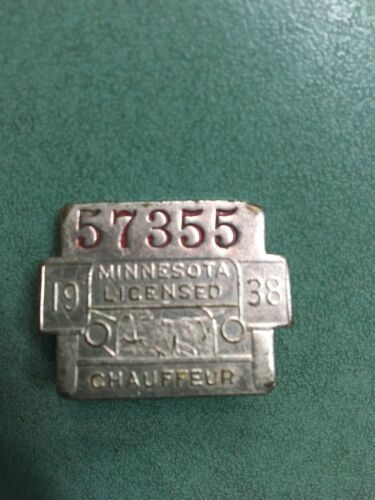 57355
MINNESOTA
19 LICENSED 38
CHAUFFEUR